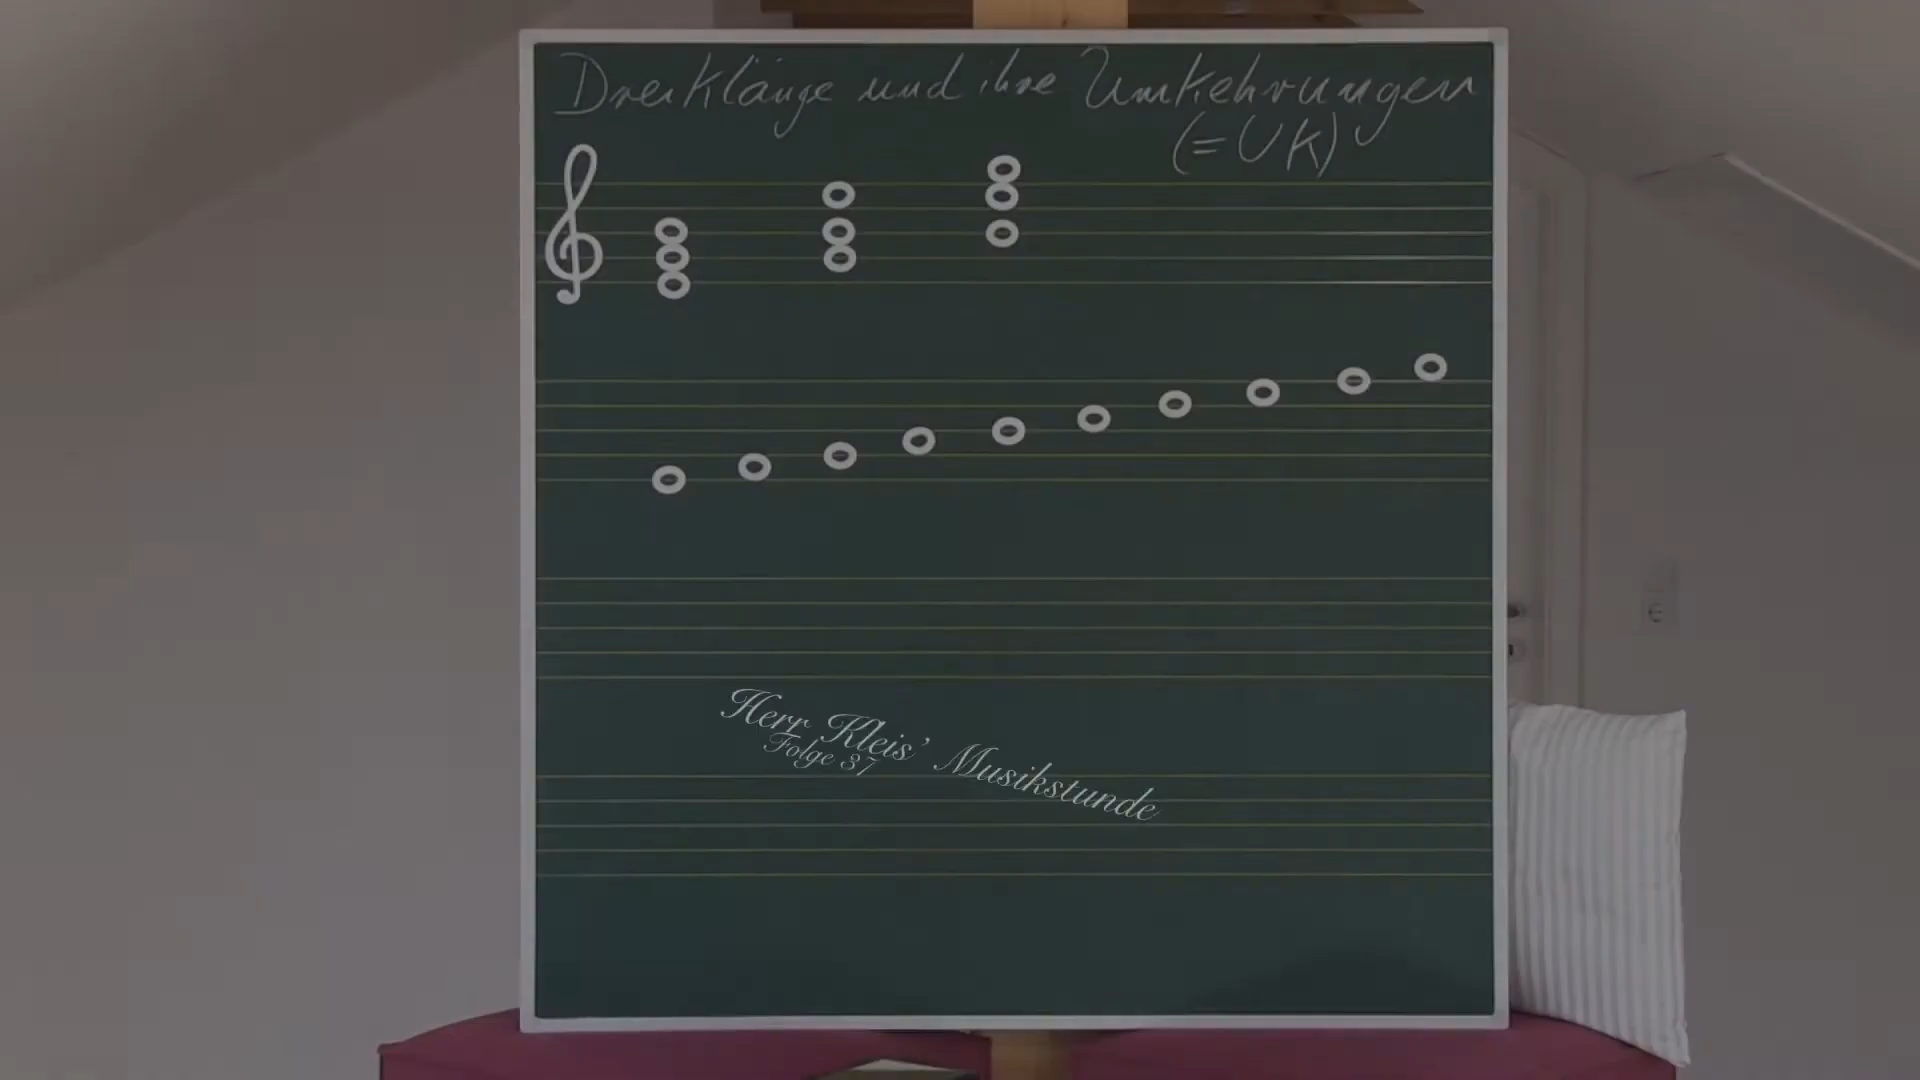 Dreiklänge und ihre Umkehrungen
(=UK)
Herr Kleis' Musikstunde
Folge 37